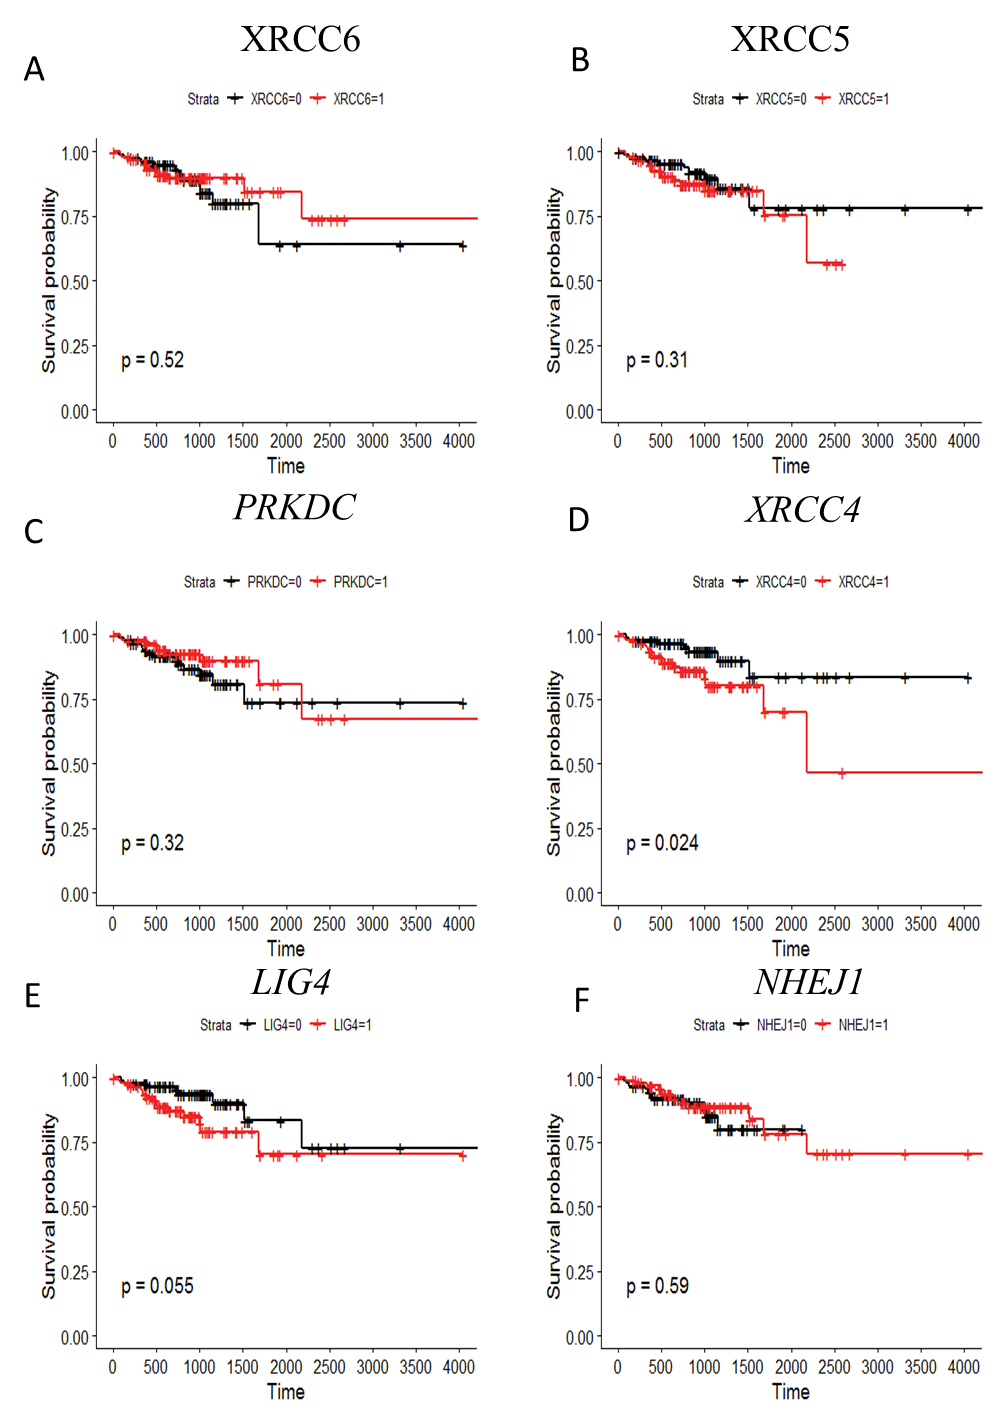 XRCC6
A
Strata XRCC6=0 XRCC6=1
1.00
0.75
0.50
0.25
0.00
Survival probability
p = 0.52
0 500 1000 1500 2000 2500 3000 3500 4000
Time
XRCC5
B
Strata XRCC5=0 XRCC5=1
1.00
0.75
0.50
0.25
0.00
Survival probability
p = 0.31
0 500 1000 1500 2000 2500 3000 3500 4000
Time
PRKDC
C
Strata PRKDC=0 PRKDC=1
1.00
0.75
0.50
0.25
0.00
Survival probability
p = 0.32
0 500 1000 1500 2000 2500 3000 3500 4000
Time
XRCC4
D
Strata XRCC4=0 XRCC4=1
1.00
0.75
0.50
0.25
0.00
Survival probability
p = 0.024
0 500 1000 1500 2000 2500 3000 3500 4000
Time
LIG4
E
Strata LIG4=0 LIG4=1
1.00
0.75
0.50
0.25
0.00
Survival probability
p = 0.055
0 500 1000 1500 2000 2500 3000 3500 4000
Time
NHEJ1
F
Strata NHEJ1=0 NHEJ1=1
1.00
0.75
0.50
0.25
0.00
Survival probability
p = 0.59
0 500 1000 1500 2000 2500 3000 3500 4000
Time